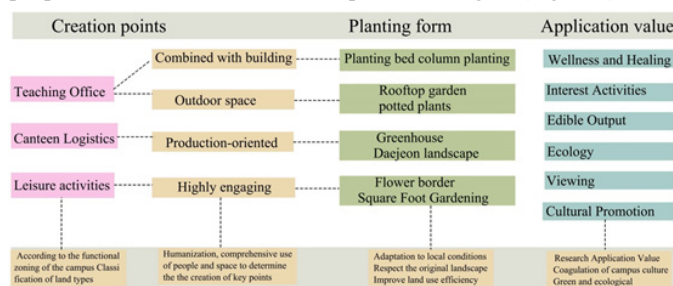 Creation points
Planting form
Application value
Combined with building
Planting bed column planting
Wellness and Healing
Teaching Office
Outdoor space
Rooftop garden
potted plants
Interest Activities
Edible Output
Canteen Logistics
Production-oriented
Greenhouse
Daejeon landscape
Ecology
Leisure activities
Highly engaging
Flower border
Square Foot Gardening
Viewing
Cultural Promotion
According to the functional
zoning of the campus Classi
fication of land types
Humanization, comprehensive use
of people and space to determine
the the creation of key points
Adaptation to local conditions
Respect the original landscape
Improve land use efficiency
Research Application Value
Coagulation of campus culture
Green and ecological